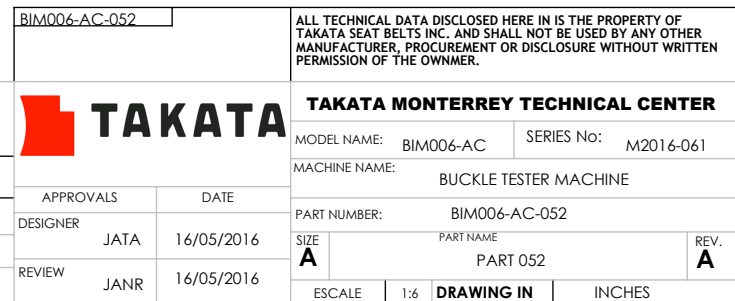 BIM006-AC-052
ALL TECHNICAL DATA DISCLOSED HERE IN IS THE PROPERTY OF
TAKATA SEAT BELTS INC. AND SHALL NOT BE USED BY ANY OTHER
MANUFACTURER, PROCUREMENT OR DISCLOSURE WITHOUT WRITTEN
PERMISSION OF THE OWNMER.
TAKATA
TAKATA MONTERREY TECHNICAL CENTER
MODEL NAME: BIM006-AC SERIES No: M2016-061
MACHINE NAME:
BUCKLE TESTER MACHINE
APPROVALS DATE
PART NUMBER: BIM006-AC-052
DESIGNER
JATA 16/05/2016
SIZE PART NAME REV.
A PART 052 A
REVIEW
JANR 16/05/2016
ESCALE 1:6 DRAWING IN INCHES